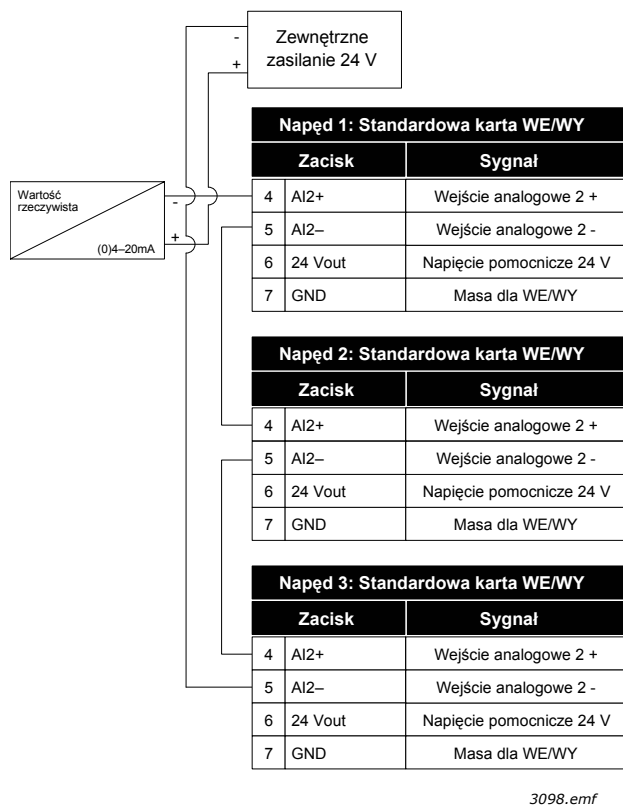 - Zewnętrzne
+ zasilanie 24 V
Napęd 1: Standardowa karta WE/WY
Zacisk Sygnał
Wartość
rzeczywista
-
+
(0)4–20mA
4 AI2+ Wejście analogowe 2 +
5 AI2– Wejście analogowe 2 -
6 24 Vout Napięcie pomocnicze 24 V
7 GND Masa dla WE/WY
Napęd 2: Standardowa karta WE/WY
Zacisk Sygnał
4 AI2+ Wejście analogowe 2 +
5 AI2– Wejście analogowe 2 -
6 24 Vout Napięcie pomocnicze 24 V
7 GND Masa dla WE/WY
Napęd 3: Standardowa karta WE/WY
Zacisk Sygnał
4 AI2+ Wejście analogowe 2 +
5 AI2– Wejście analogowe 2 -
6 24 Vout Napięcie pomocnicze 24 V
7 GND Masa dla WE/WY
3098.emf